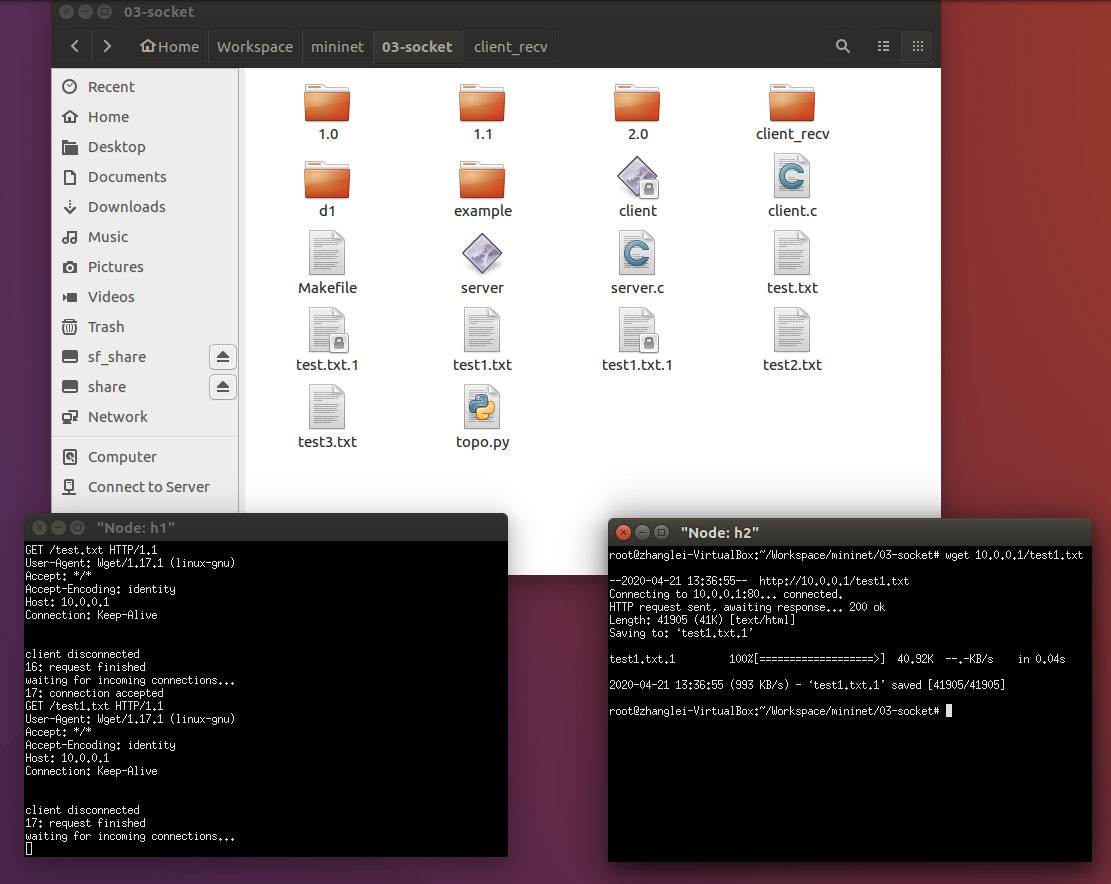 03-socket
Home Workspace mininet 03-socket client_recv
Recent
Home
Desktop
Documents
Downloads
Music
Pictures
Videos
Trash
sf_share
share
Network
Computer
Connect to Server
1.0 1.1 2.0 client_recv
d1 example client client.c
Makefile server server.c test.txt
test.txt.1 test1.txt test1.txt.1 test2.txt
test3.txt topo.py
"Node: h1"
GET /test.txt HTTP/1.1
User-Agent: Wget/1.17.1 (linux-gnu)
Accept: */*
Accept-Encoding: identity
Host: 10.0.0.1
Connection: Keep-Alive
client disconnected
16: request finished
waiting for incoming connections...
17: connection accepted
GET /test1.txt HTTP/1.1
User-Agent: Wget/1.17.1 (linux-gnu)
Accept: */*
Accept-Encoding: identity
Host: 10.0.0.1
Connection: Keep-Alive
client disconnected
17: request finished
waiting for incoming connections...
"Node: h2"
root@zhanglei-VirtualBox:~/Workspace/mininet/03-socket# wget 10.0.0.1/test1.txt
--2020-04-21 13:36:55-- http://10.0.0.1/test1.txt
Connecting to 10.0.0.1:80... connected.
HTTP request sent, awaiting response... 200 ok
Length: 41905 (41K) [text/html]
Saving to: ‘test1.txt.1’
test1.txt.1 100%[===================>] 40.92K --.-KB/s in 0.04s
2020-04-21 13:36:55 (993 KB/s) - ‘test1.txt.1’ saved [41905/41905]
root@zhanglei-VirtualBox:~/Workspace/mininet/03-socket#